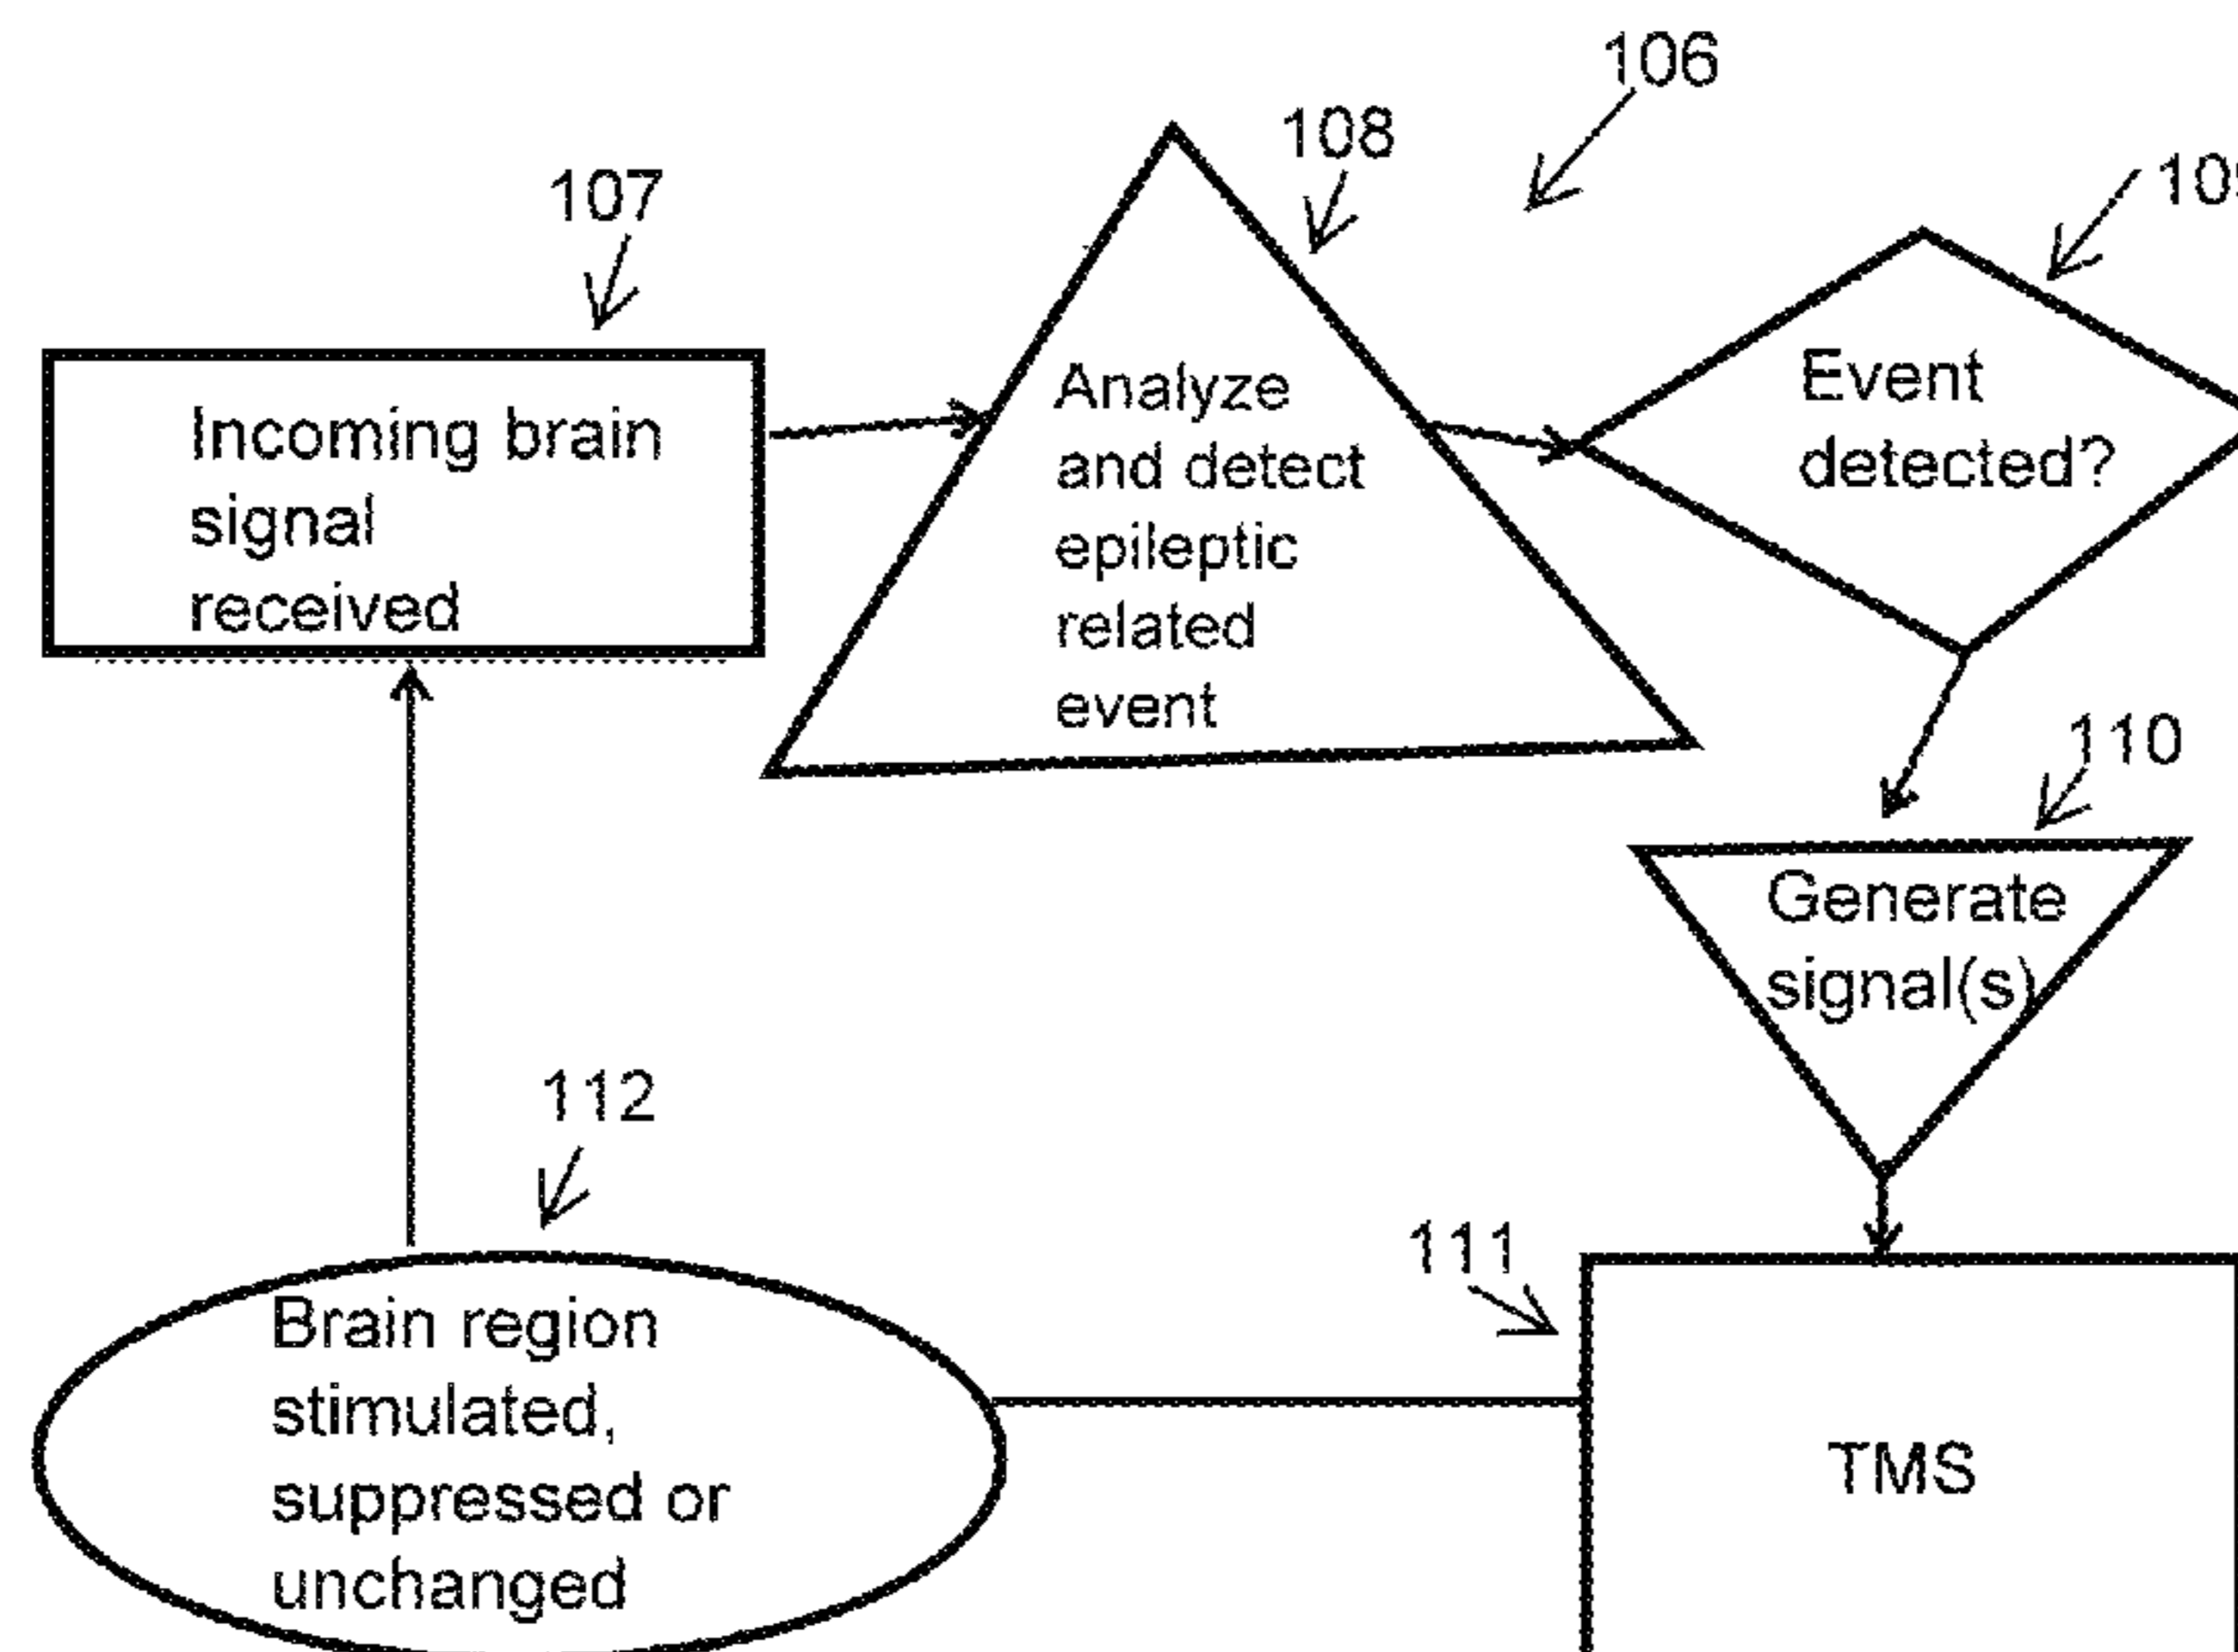 106
108
107
Incoming brain
signal
received
Analyze
and detect
epileptic
related
event
Event
detected?
110
Generate
signal(s)
112
Brain region
stimulated,
suppressed or
unchanged
111
TMS